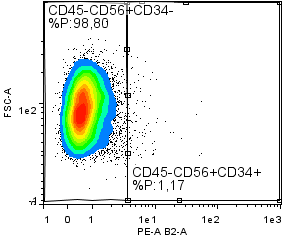 CD45-CD56+CD34-
%P:98,80
FSC-A
1e2
CD45-CD56+CD34+
%P:1,17
-1
1 0 1 1e1 1e2 1e3
PE-A B2-A